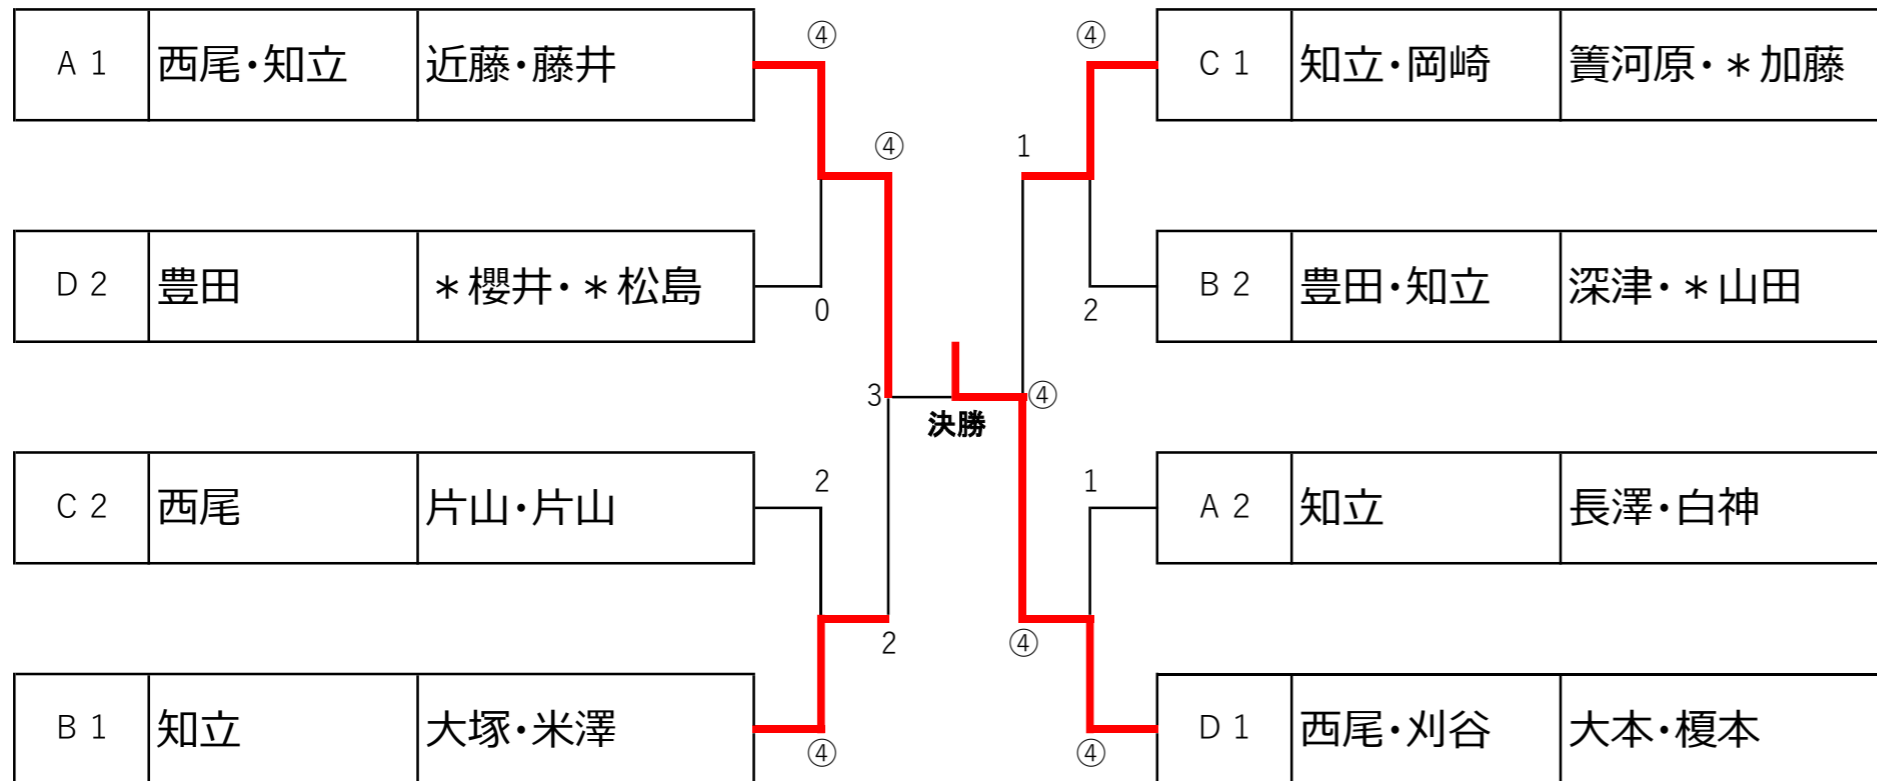 A 1 西尾・知立 近藤・藤井 ④ ④ C 1 知立・岡崎 簀河原・＊加藤
④ 1
D 2 豊田 ＊櫻井・＊松島 0 2 B 2 豊田・知立 深津・＊山田
3 ④
決勝
C 2 西尾 片山・片山 2 1 A 2 知立 長澤・白神
2 ④
B 1 知立 大塚・米澤 ④ ④ D 1 西尾・刈谷 大本・榎本